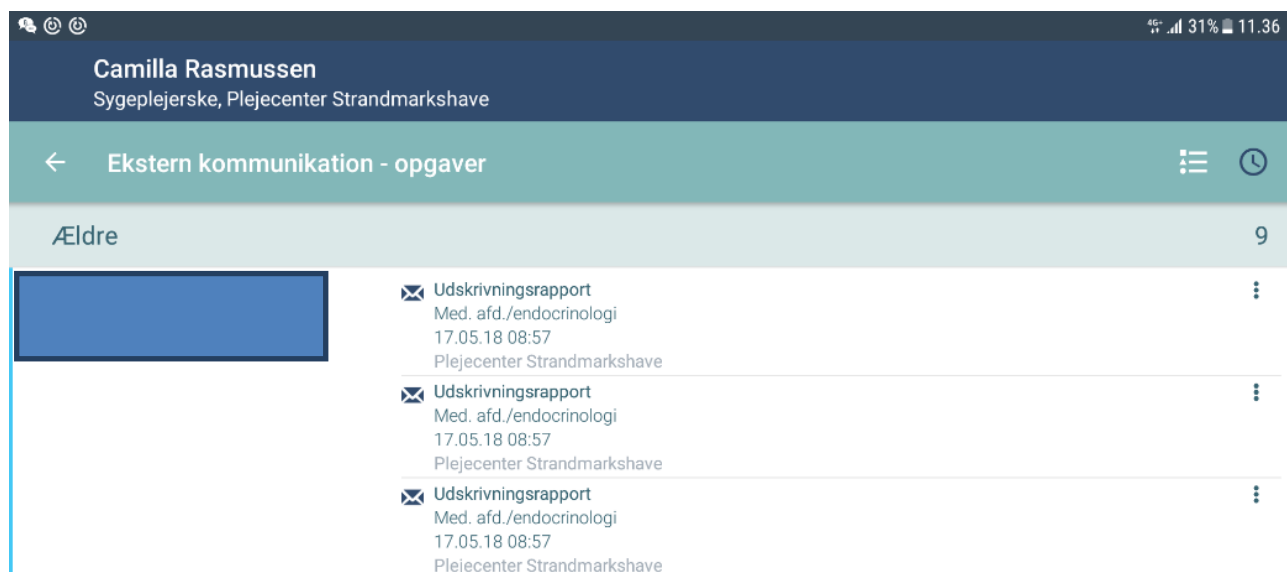 4G+ 31% 11.36
Camilla Rasmussen
Sygeplejerske, Plejecenter Strandmarkshave
Ekstern kommunikation - opgaver
Ældre 9
Udskrivningsrapport
Med. afd./endocrinologi
17.05.18 08:57
Plejecenter Strandmarkshave
Udskrivningsrapport
Med. afd./endocrinologi
17.05.18 08:57
Plejecenter Strandmarkshave
Udskrivningsrapport
Med. afd./endocrinologi
17.05.18 08:57
Plejecenter Strandmarkshave